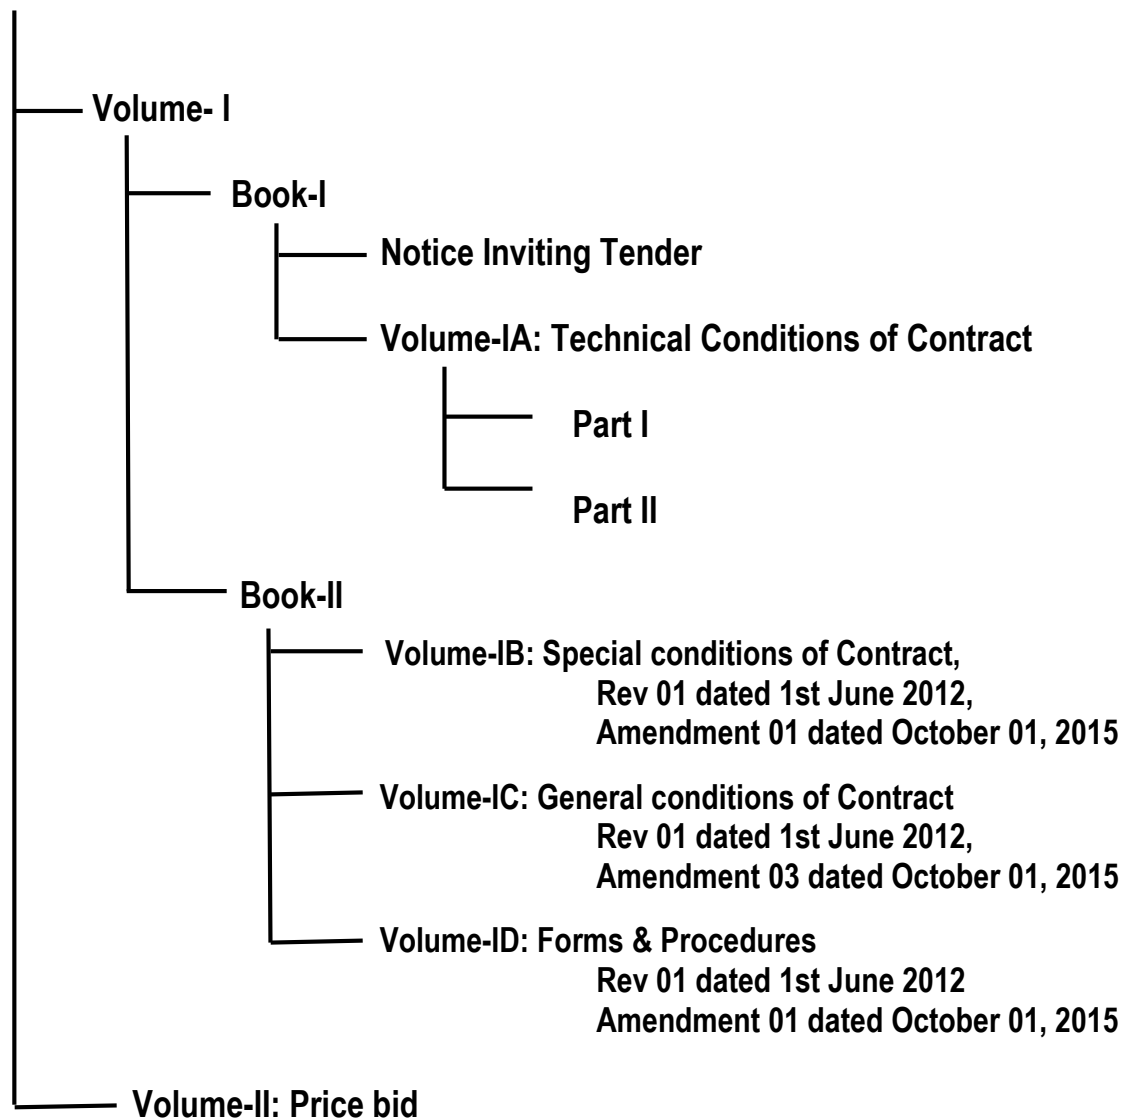 Volume- I
Book-I
Notice Inviting Tender
Volume-IA: Technical Conditions of Contract
Part I
Part II
Book-II
Volume-IB: Special conditions of Contract,
Rev 01 dated 1st June 2012,
Amendment 01 dated October 01, 2015
Volume-IC: General conditions of Contract
Rev 01 dated 1st June 2012,
Amendment 03 dated October 01, 2015
Volume-ID: Forms & Procedures
Rev 01 dated 1st June 2012
Amendment 01 dated October 01, 2015
Volume-II: Price bid